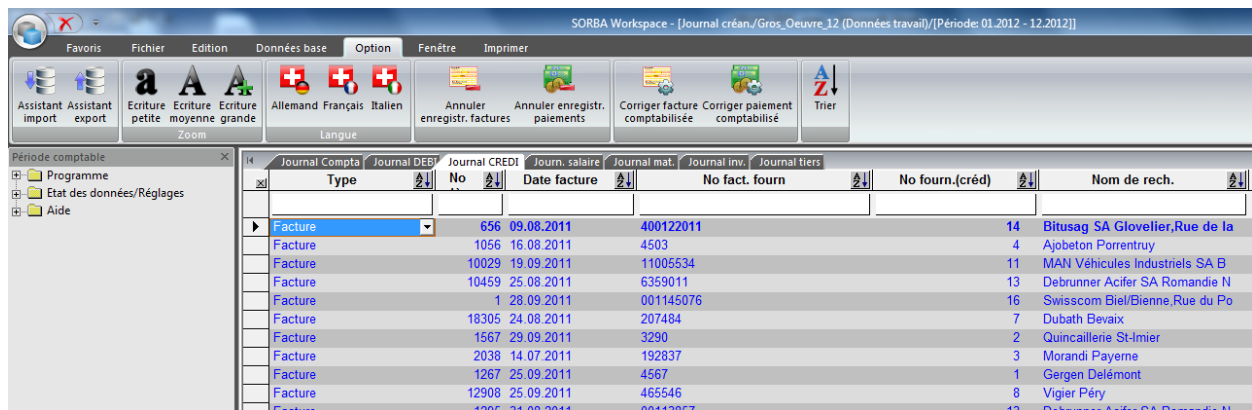 SORBA Workspace - [Journal créan./Gros_Oeuvre_12 (Données travail)/[Période: 01.2012 - 12.2012]]
Favoris Fichier Edition Données base Option Fenêtre Imprimer
Assistant import Assistant export Ecriture petite Ecriture moyenne Ecriture grande Allemand Français Italien Annuler enregistr. factures Annuler enregistr. paiements Corriger facture comptabilisée Corriger paiement comptabilisé Trier
Zoom Langue
Période comptable
Programme
Etat des données/Réglages
Aide
Journal Compta Journal DEBI Journal CREDI Journ. salaire Journal mat. Journal inv. Journal tiers
Type No Date facture No fact. fourn No fourn.(créd) Nom de rech.
Facture 656 09.08.2011 400122011 14 Bitusag SA Glovelier,Rue de la
Facture 1056 16.08.2011 4503 4 Ajobeton Porrentruy
Facture 10029 19.09.2011 11005534 11 MAN Véhicules Industriels SA B
Facture 10459 25.08.2011 6359011 13 Debrunner Acifer SA Romandie N
Facture 1 28.09.2011 001145076 16 Swisscom Biel/Bienne,Rue du Po
Facture 18305 24.08.2011 207484 7 Dubath Bevaix
Facture 1567 29.09.2011 3290 2 Quincaillerie St-Imier
Facture 2038 14.07.2011 192837 3 Morandi Payerne
Facture 1267 25.09.2011 4567 1 Gergen Delémont
Facture 12908 25.09.2011 465546 8 Vigier Péry
Facture 31.08.2011 13 Debrunner Acifer SA Romandie N